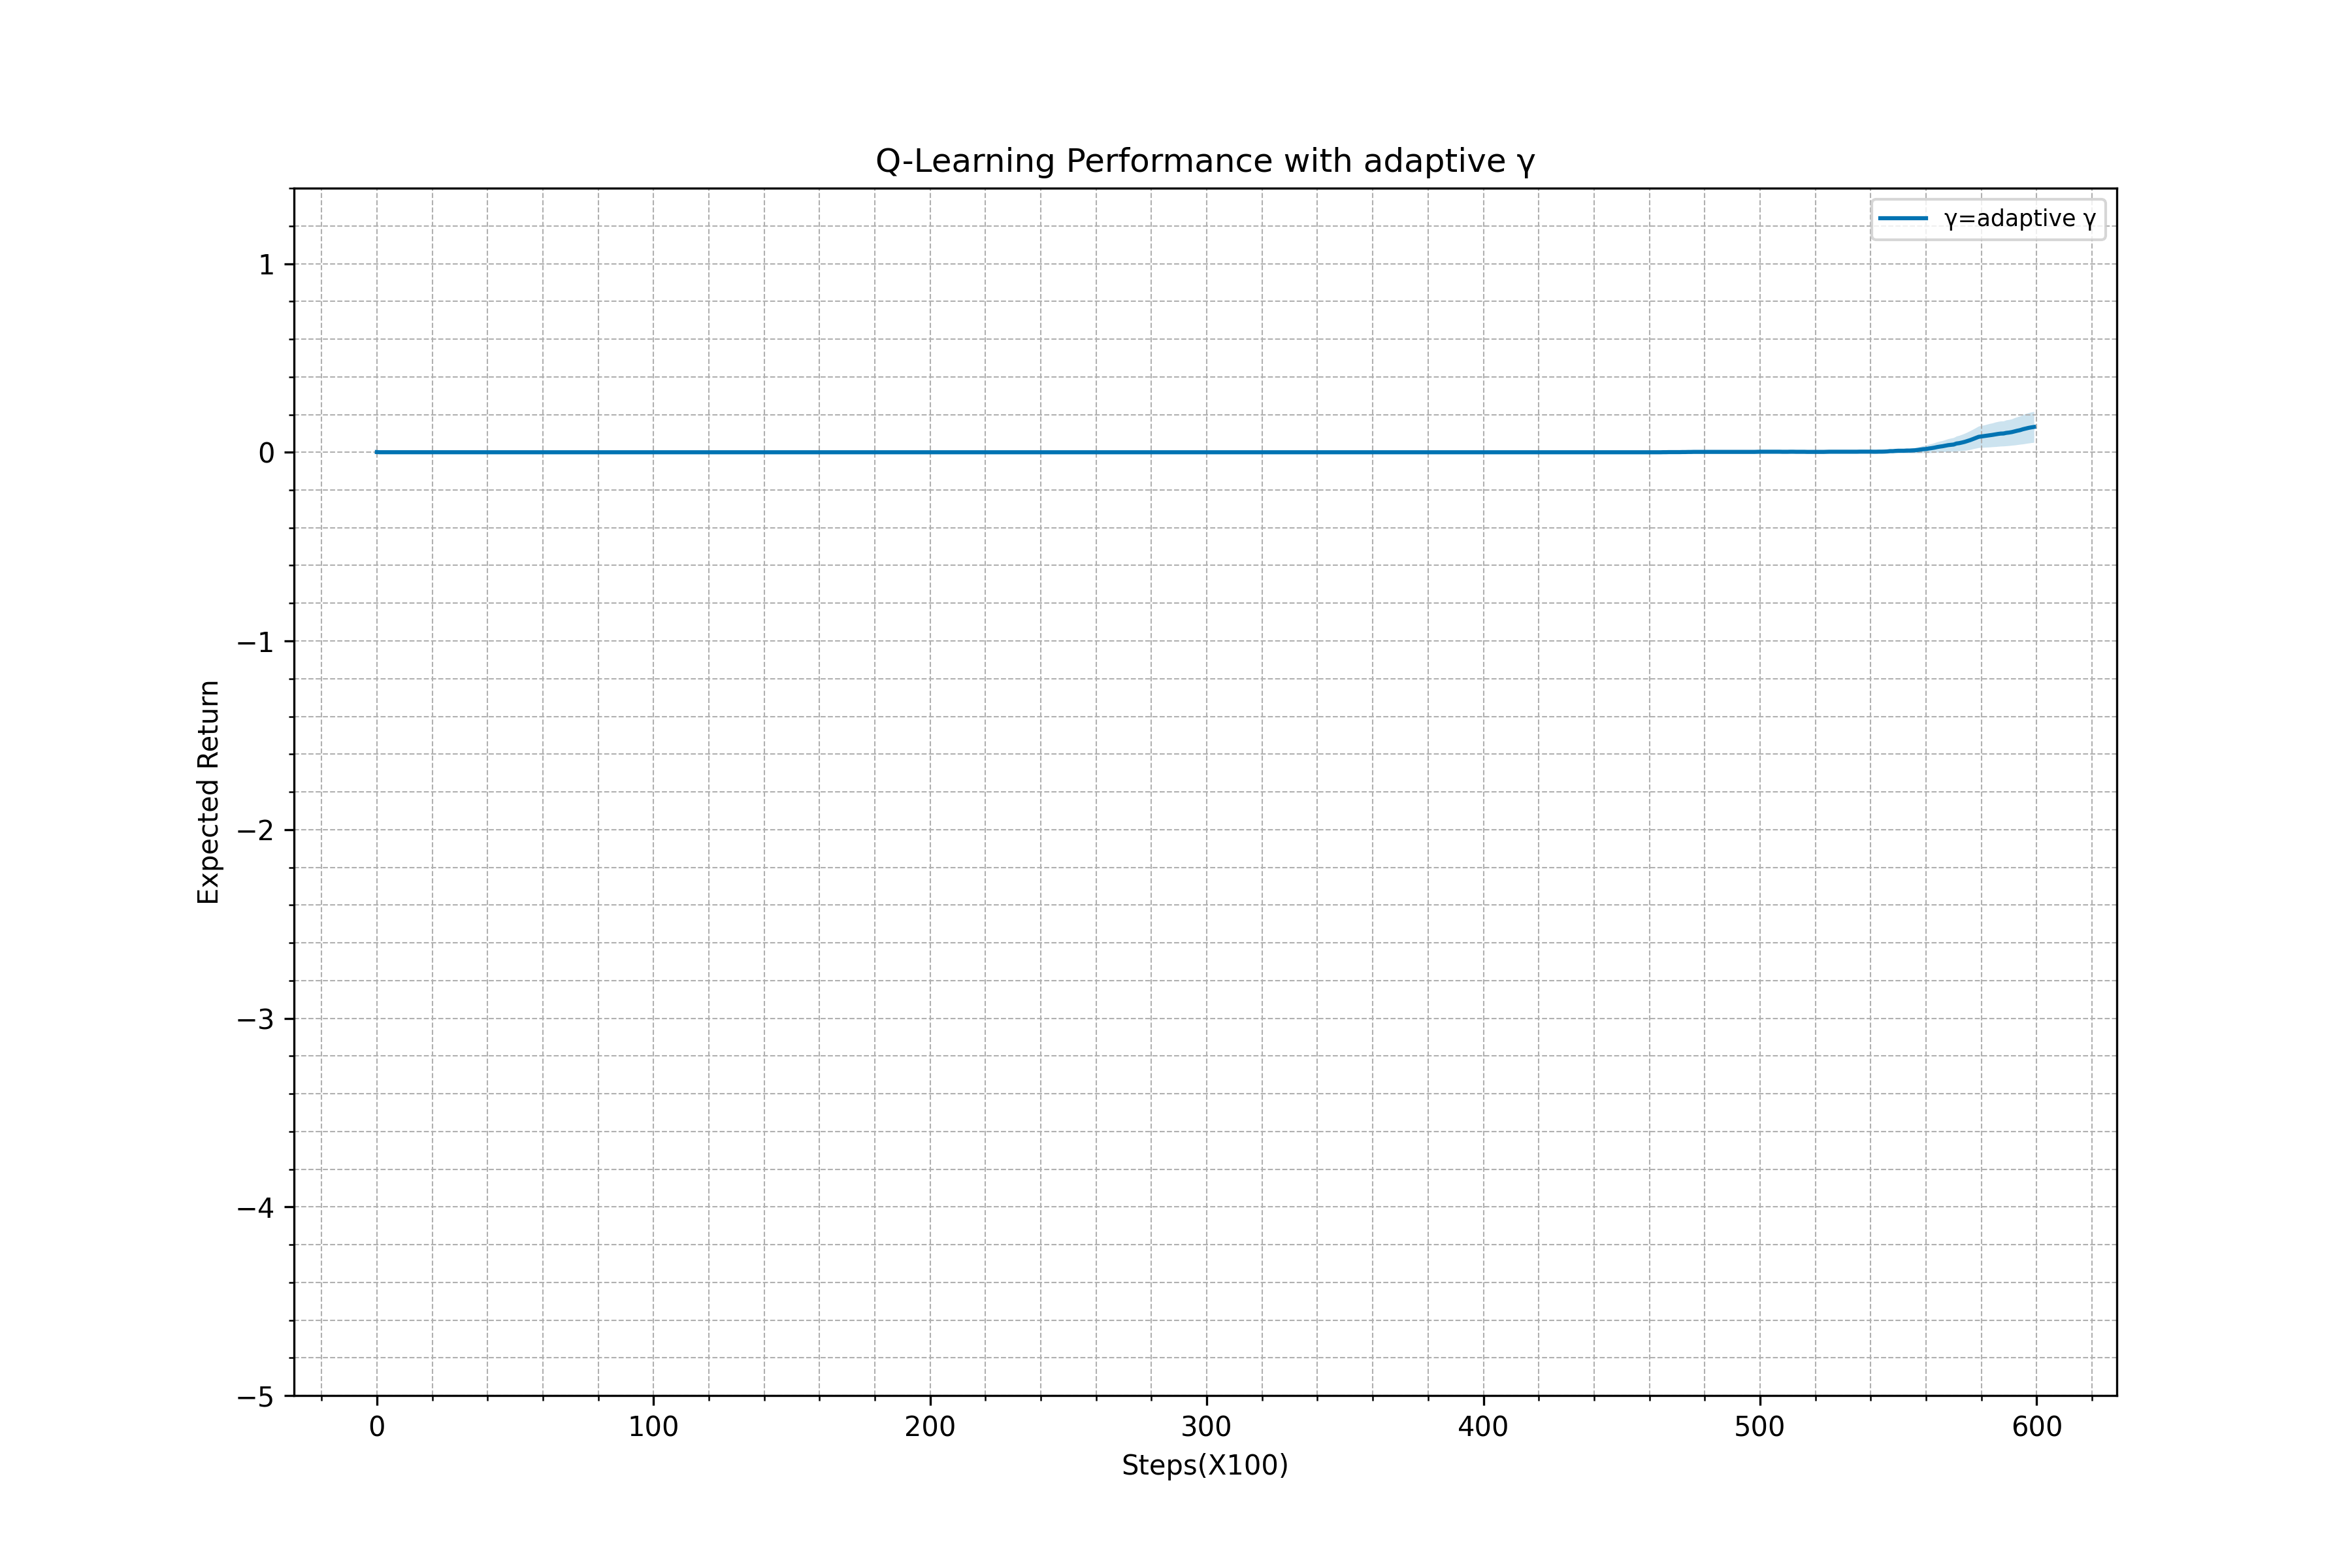 Q-Learning Performance with adaptive γ
γ=adaptive γ
1
0
−1
−2
−3
−4
−5
Expected Return
0 100 200 300 400 500 600
Steps(X100)